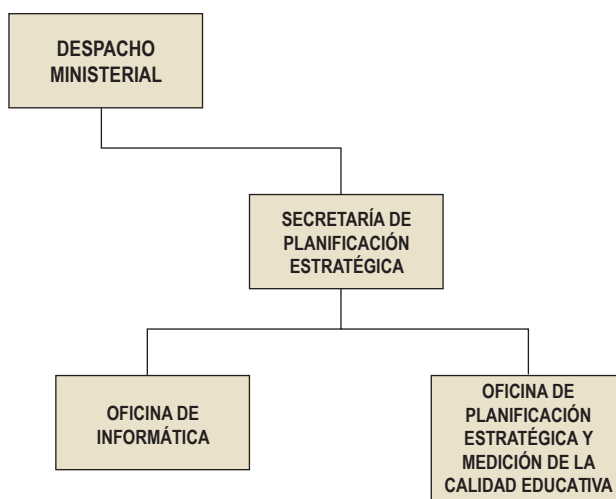 DESPACHO
MINISTERIAL
SECRETARÍA DE
PLANIFICACIÓN
ESTRATÉGICA
OFICINA DE
INFORMÁTICA
OFICINA DE
PLANIFICACIÓN
ESTRATÉGICA Y
MEDICIÓN DE LA
CALIDAD EDUCATIVA